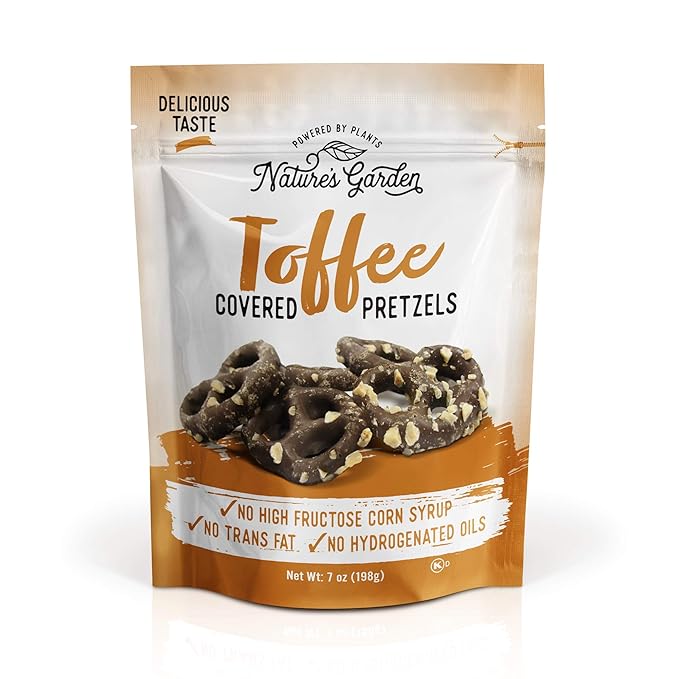 DELICIOUS
TASTE
POWERED BY PLANTS
Nature's Garden
Toffee
COVERED PRETZELS
✓NO HIGH FRUCTOSE CORN SYRUP
✓NO TRANS FAT ✓NO HYDROGENATED OILS
Net Wt: 7 oz (198g)
K D